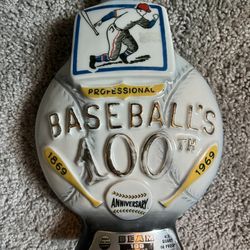 PROFESSIONAL
BASEBALL'S
100TH
1869 1969
ANNIVERSARY
BEAM